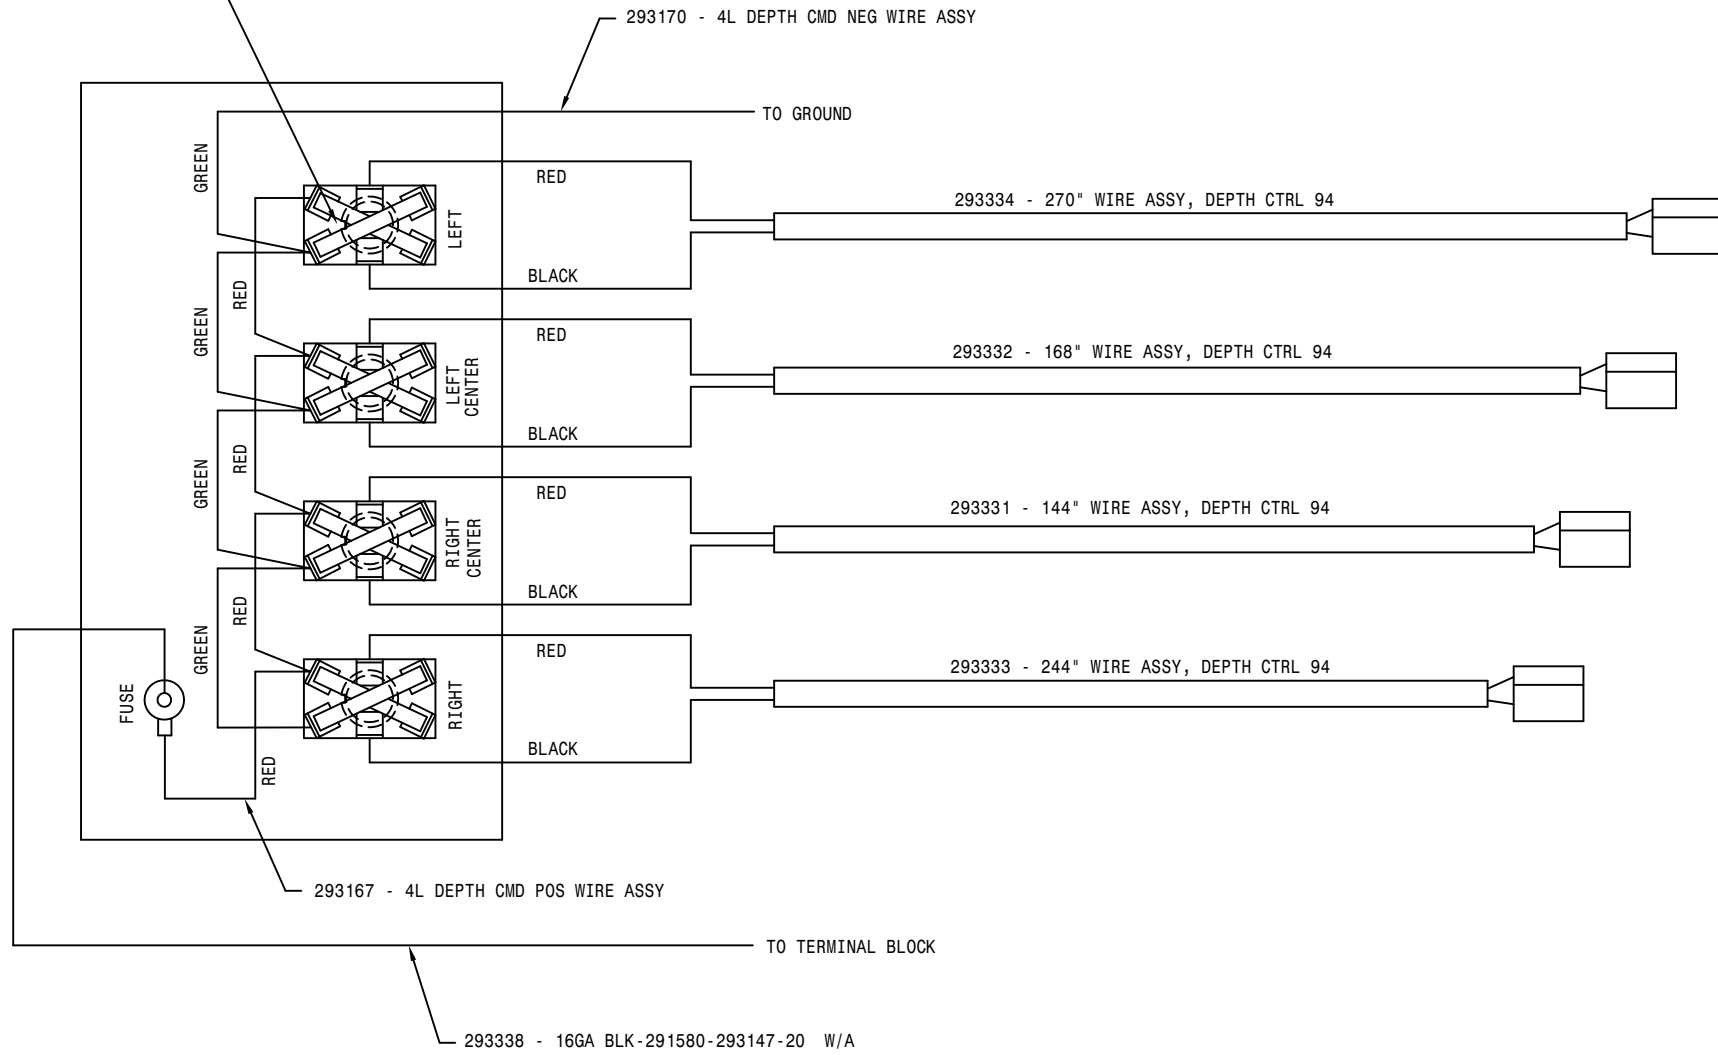 293170 - 4L DEPTH CMD NEG WIRE ASSY
TO GROUND
GREEN
RED
293334 - 270" WIRE ASSY, DEPTH CTRL 94
LEFT
BLACK
RED
GREEN
RED
293332 - 168" WIRE ASSY, DEPTH CTRL 94
LEFT
CENTER
BLACK
RED
GREEN
RED
293331 - 144" WIRE ASSY, DEPTH CTRL 94
RIGHT
CENTER
BLACK
RED
GREEN
RED
293333 - 244" WIRE ASSY, DEPTH CTRL 94
FUSE
RIGHT
BLACK
RED
293167 - 4L DEPTH CMD POS WIRE ASSY
TO TERMINAL BLOCK
293338 - 16GA BLK-291580-293147-20 W/A